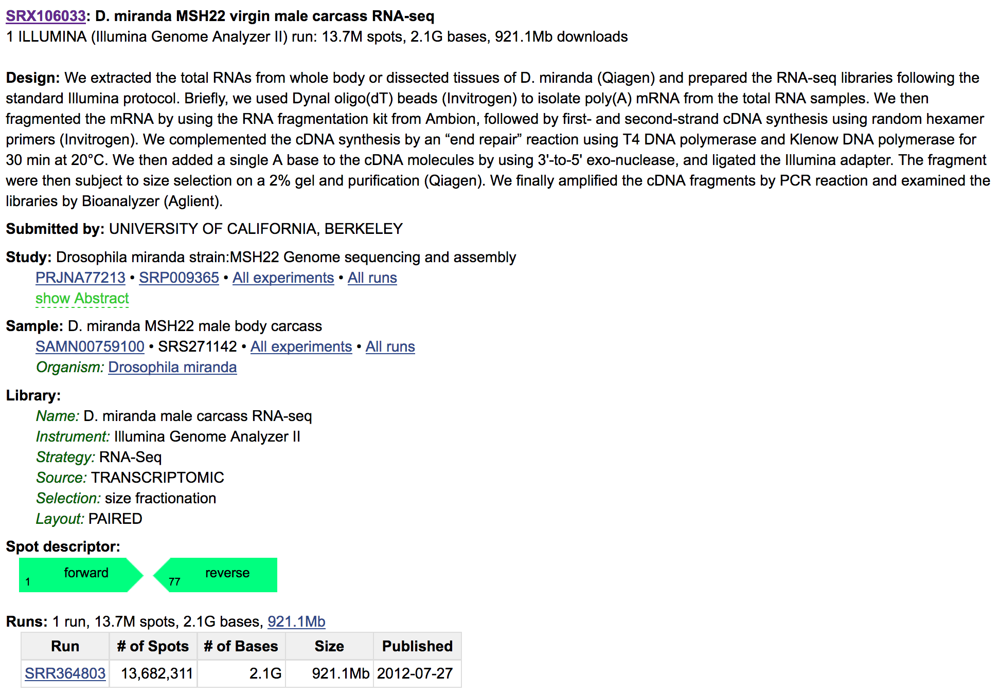 SRX106033: D. miranda MSH22 virgin male carcass RNA-seq
1 ILLUMINA (Illumina Genome Analyzer II) run: 13.7M spots, 2.1G bases, 921.1Mb downloads
Design: We extracted the total RNAs from whole body or dissected tissues of D. miranda (Qiagen) and prepared the RNA-seq libraries following the
standard Illumina protocol. Briefly, we used Dynal oligo(dT) beads (Invitrogen) to isolate poly(A) mRNA from the total RNA samples. We then
fragmented the mRNA by using the RNA fragmentation kit from Ambion, followed by first- and second-strand cDNA synthesis using random hexamer
primers (Invitrogen). We complemented the cDNA synthesis by an “end repair” reaction using T4 DNA polymerase and Klenow DNA polymerase for
30 min at 20°C. We then added a single A base to the cDNA molecules by using 3'-to-5' exo-nuclease, and ligated the Illumina adapter. The fragment
were then subject to size selection on a 2% gel and purification (Qiagen). We finally amplified the cDNA fragments by PCR reaction and examined the
libraries by Bioanalyzer (Aglient).
Submitted by: UNIVERSITY OF CALIFORNIA, BERKELEY
Study: Drosophila miranda strain:MSH22 Genome sequencing and assembly
PRJNA77213 • SRP009365 • All experiments • All runs
show Abstract
Sample: D. miranda MSH22 male body carcass
SAMN00759100 • SRS271142 • All experiments • All runs
Organism: Drosophila miranda
Library:
Name: D. miranda male carcass RNA-seq
Instrument: Illumina Genome Analyzer II
Strategy: RNA-Seq
Source: TRANSCRIPTOMIC
Selection: size fractionation
Layout: PAIRED
Spot descriptor:
forward reverse
1 77
Runs: 1 run, 13.7M spots, 2.1G bases, 921.1Mb
Run # of Spots # of Bases Size Published
SRR364803 13,682,311 2.1G 921.1Mb 2012-07-27